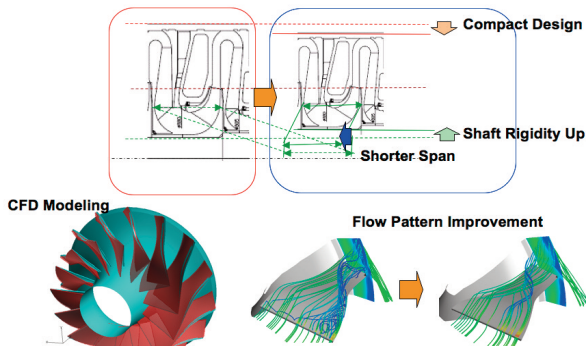 Compact Design
Shaft Rigidity Up
Shorter Span
CFD Modeling
Flow Pattern Improvement